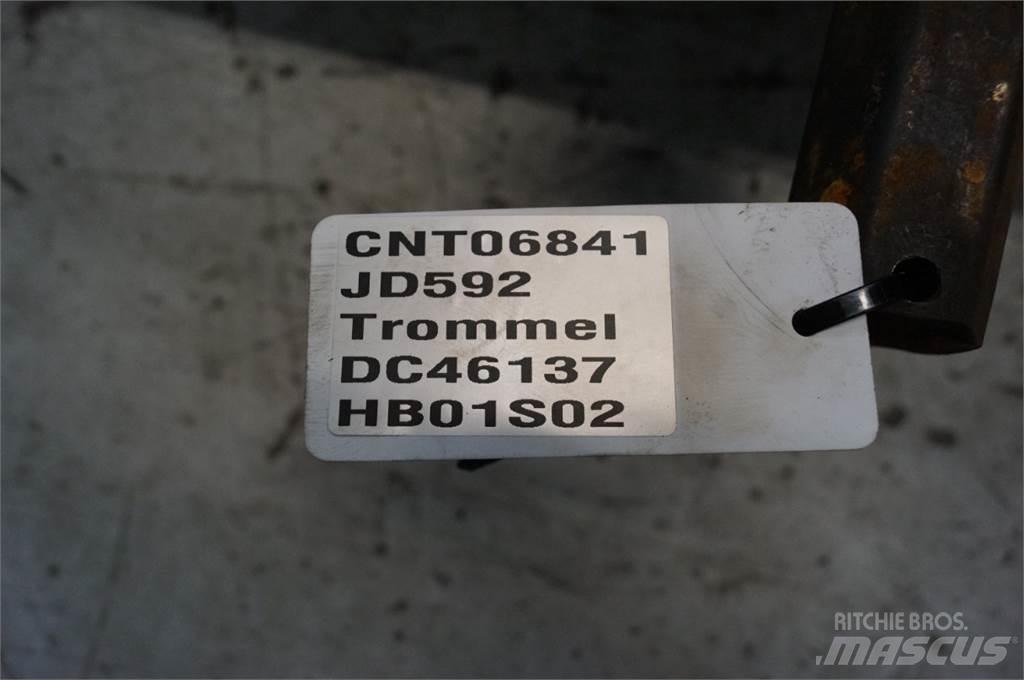 CNT06841
JD592
Trommel
DC46137
HB01S02
RITCHIE BROS.
MASCUS